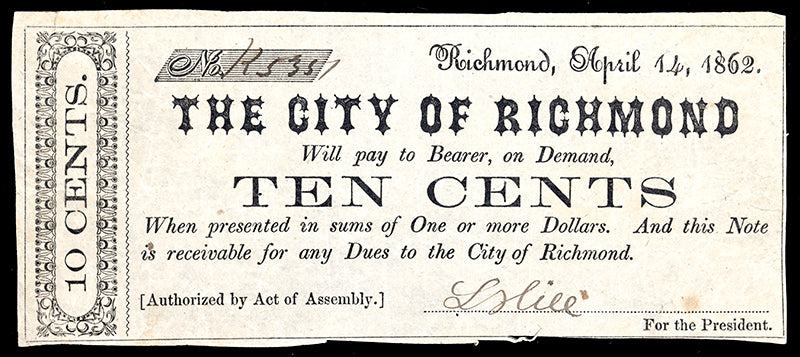 10 CENTS.
No.
Richmond, April 14, 1862.
THE CITY OF RICHMOND
Will pay to Bearer, on Demand,
TEN CENTS
When presented in sums of One or more Dollars. And this Note
is receivable for any Dues to the City of Richmond.
[Authorized by Act of Assembly.]
For the President.